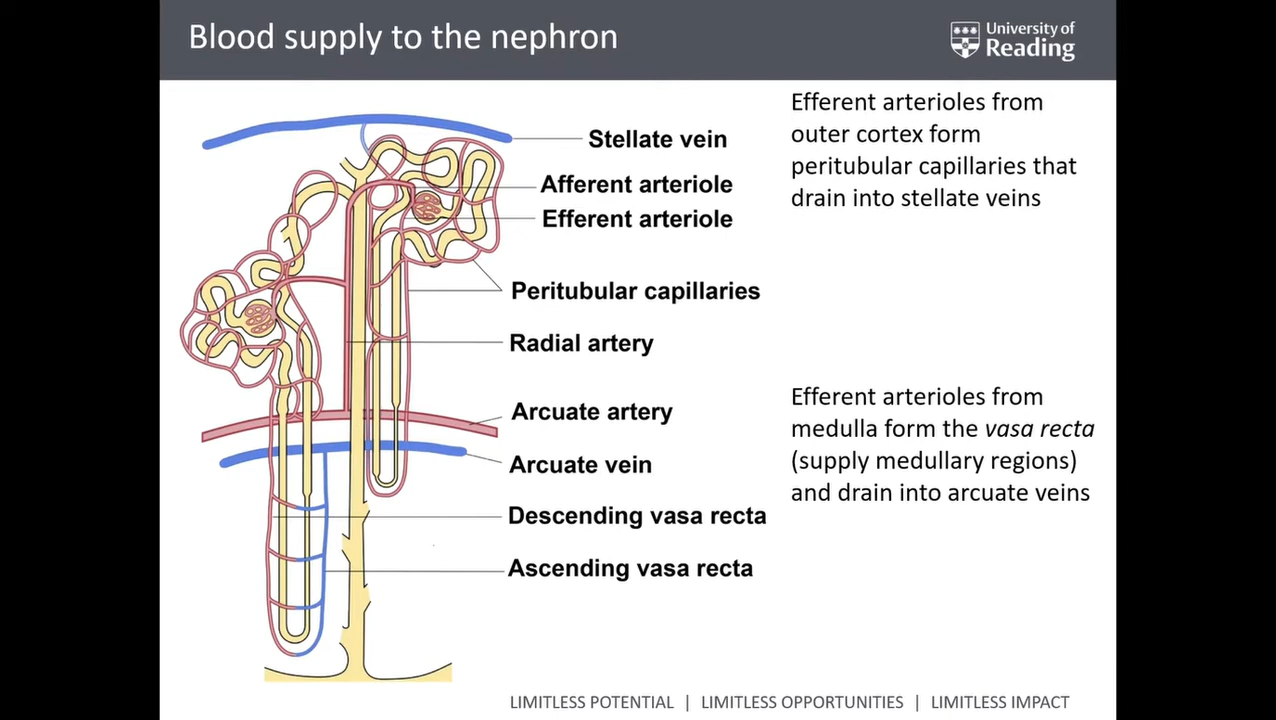 Blood supply to the nephron
University of
Reading
Stellate vein
Afferent arteriole
Efferent arteriole
Peritubular capillaries
Radial artery
Arcuate artery
Arcuate vein
Descending vasa recta
Ascending vasa recta
Efferent arterioles from
outer cortex form
peritubular capillaries that
drain into stellate veins
Efferent arterioles from
medulla form the vasa recta
(supply medullary regions)
and drain into arcuate veins
LIMITLESS POTENTIAL | LIMITLESS OPPORTUNITIES | LIMITLESS IMPACT